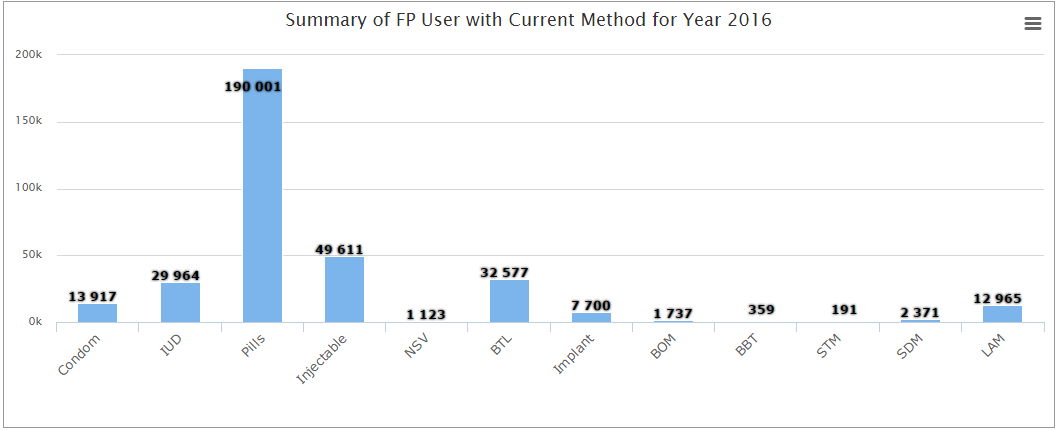 Summary of FP User with Current Method for Year 2016
200k
150k
100k
50k
0k
190 001
49 611
32 577
29 964
13 917
12 965
7 700
2 371
1 737
1 123
359
191
Condom
IUD
Pills
Injectable
NSV
BTL
Implant
BOM
BBT
STM
SDM
LAM